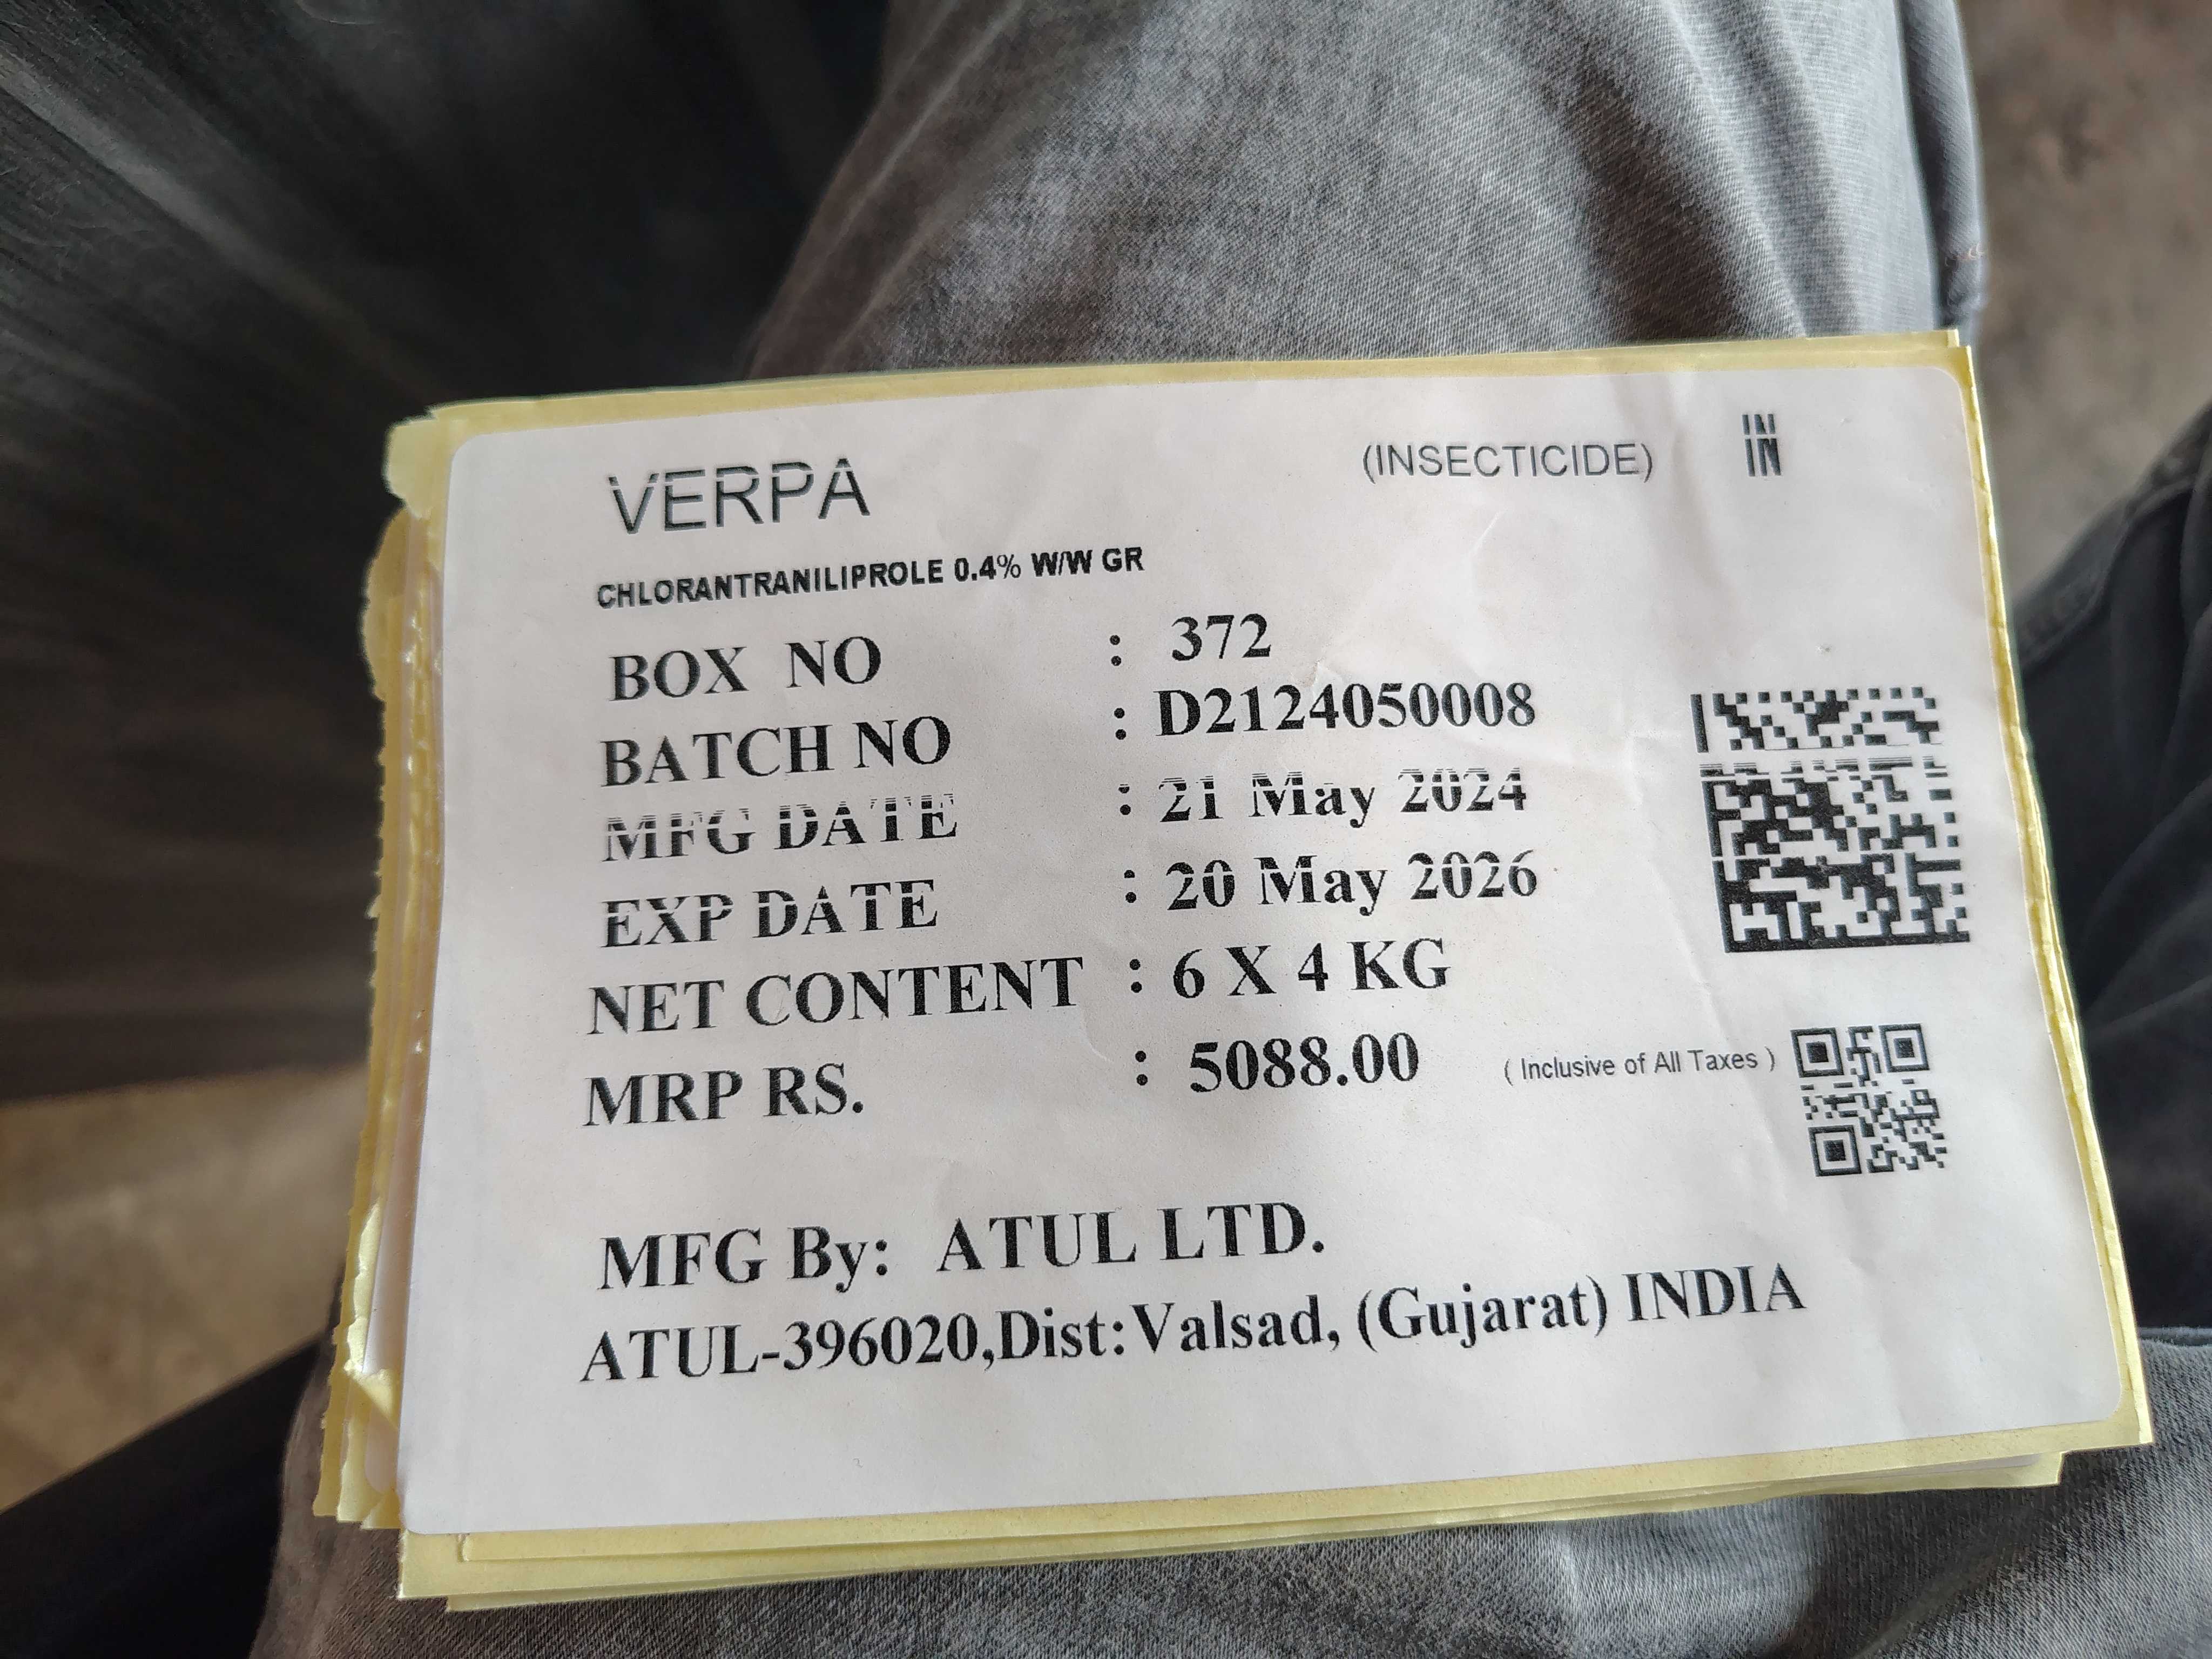 VERPA (INSECTICIDE) IN
CHLORANTRANILIPROLE 0.4% W/W GR
BOX NO : 372
BATCH NO : D2124050008
MFG DATE : 21 May 2024
EXP DATE : 20 May 2026
NET CONTENT : 6 X 4 KG
MRP RS. : 5088.00 ( Inclusive of All Taxes )
MFG By: ATUL LTD.
ATUL-396020,Dist:Valsad, (Gujarat) INDIA